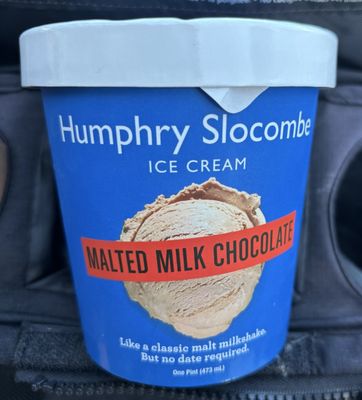 Humphry Slocombe
ICE CREAM
MALTED MILK CHOCOLATE
Like a classic malt milkshake.
But no date required.
One Pint (473 mL)